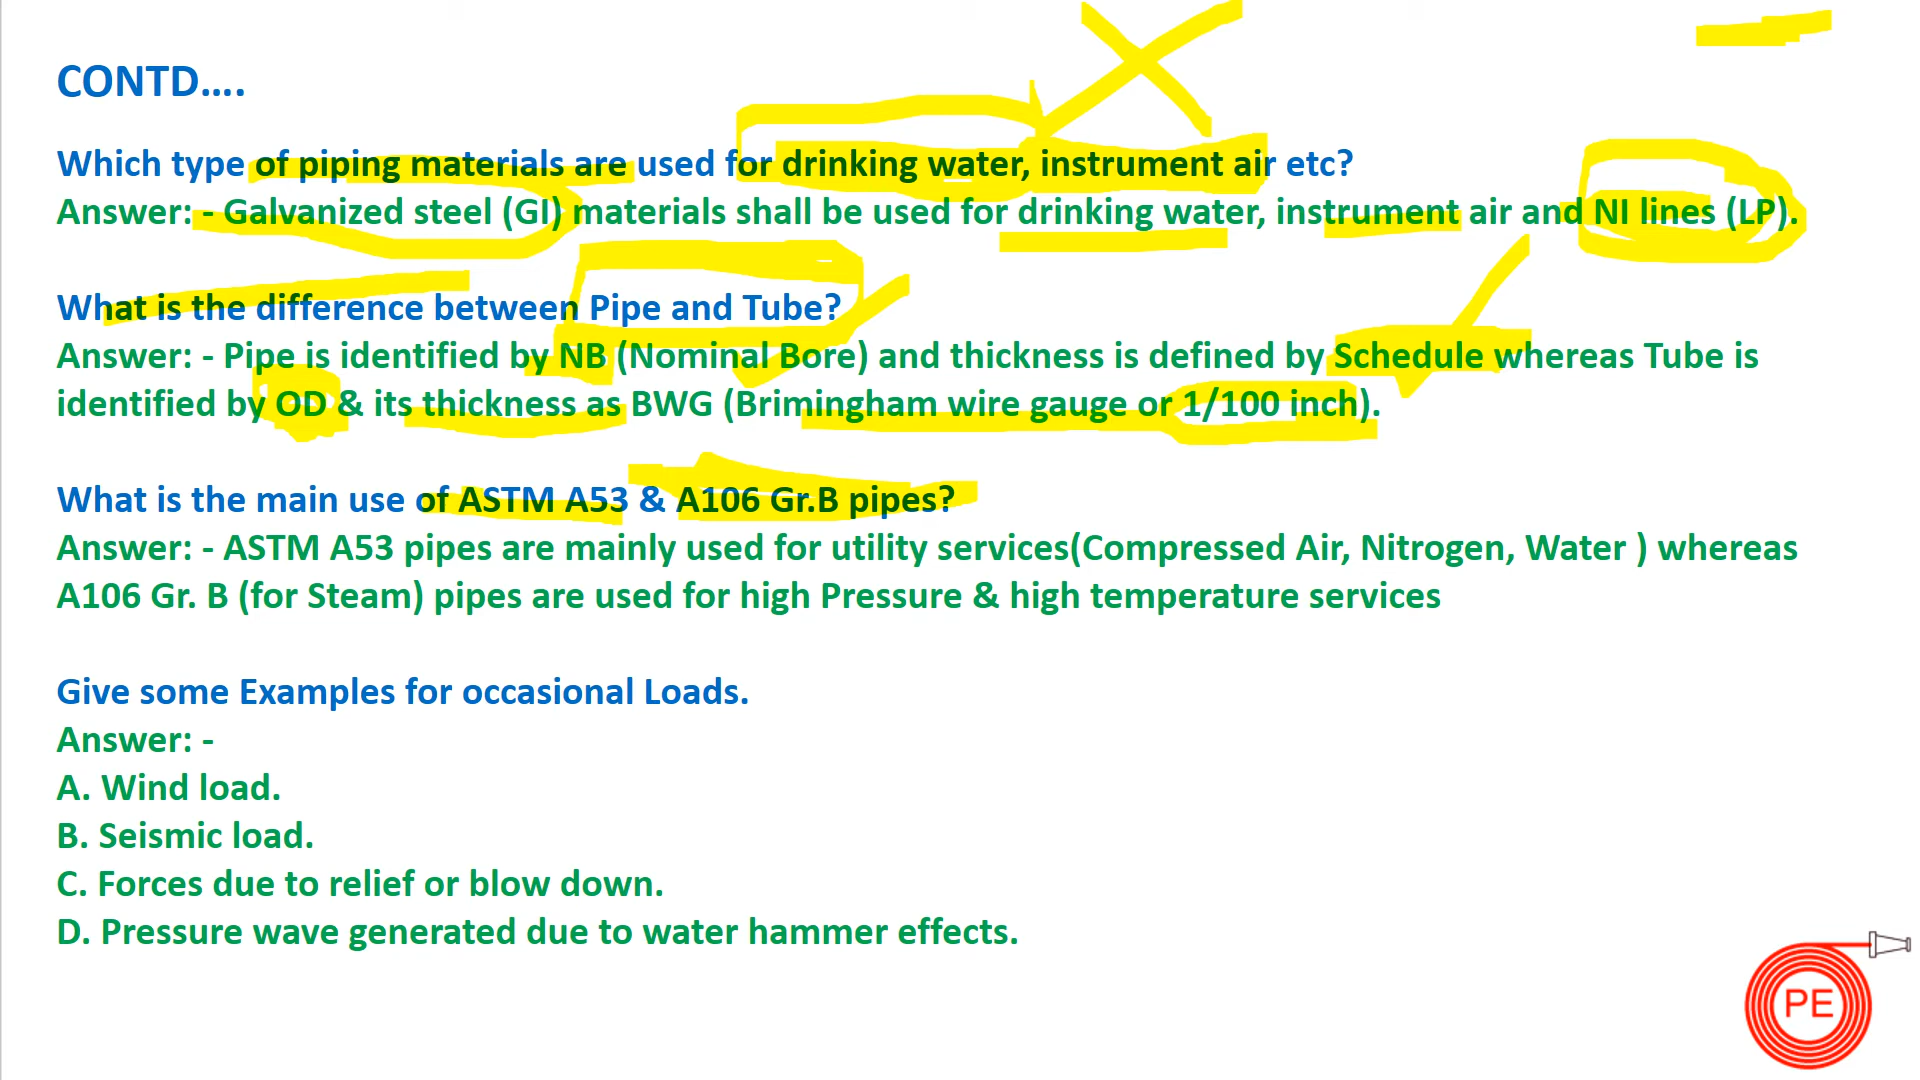 CONTD....
Which type of piping materials are used for drinking water, instrument air etc?
Answer: - Galvanized steel (GI) materials shall be used for drinking water, instrument air and NI lines (LP).
What is the difference between Pipe and Tube?
Answer: - Pipe is identified by NB (Nominal Bore) and thickness is defined by Schedule whereas Tube is
identified by OD & its thickness as BWG (Brimingham wire gauge or 1/100 inch).
What is the main use of ASTM A53 & A106 Gr.B pipes?
Answer: - ASTM A53 pipes are mainly used for utility services(Compressed Air, Nitrogen, Water ) whereas
A106 Gr. B (for Steam) pipes are used for high Pressure & high temperature services
Give some Examples for occasional Loads.
Answer: -
A. Wind load.
B. Seismic load.
C. Forces due to relief or blow down.
D. Pressure wave generated due to water hammer effects.
PE